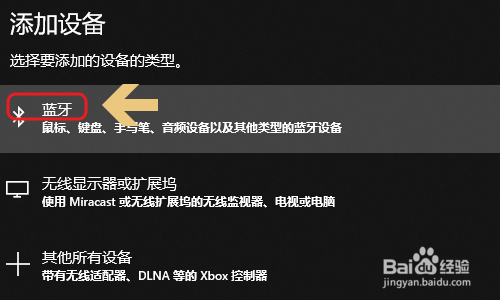 添加设备
选择要添加的设备的类型。
蓝牙
鼠标、键盘、手写笔、音频设备以及其他类型的蓝牙设备
无线显示器或扩展坞
使用 Miracast 或无线扩展坞的无线监视器、电视或电脑
其他所有设备
带有无线适配器、DLNA 等的 Xbox 控制器
Bai du 经验
jingyan.baidu.com